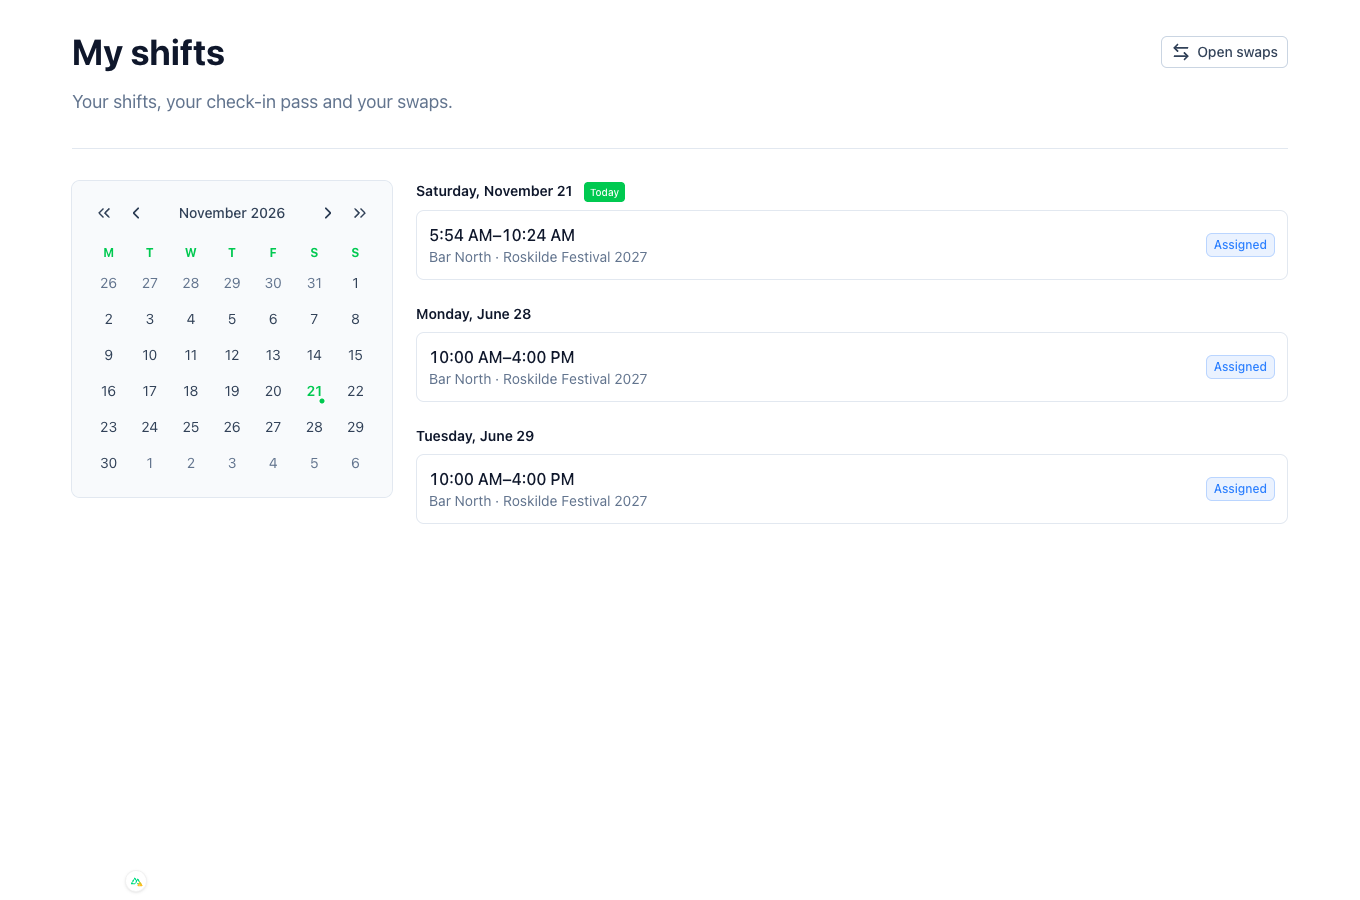 My shifts
Open swaps
Your shifts, your check-in pass and your swaps.
November 2026
M T W T F S S
26 27 28 29 30 31 1
2 3 4 5 6 7 8
9 10 11 12 13 14 15
16 17 18 19 20 21 22
23 24 25 26 27 28 29
30 1 2 3 4 5 6
Saturday, November 21 Today
5:54 AM–10:24 AM
Bar North · Roskilde Festival 2027
Assigned
Monday, June 28
10:00 AM–4:00 PM
Bar North · Roskilde Festival 2027
Assigned
Tuesday, June 29
10:00 AM–4:00 PM
Bar North · Roskilde Festival 2027
Assigned